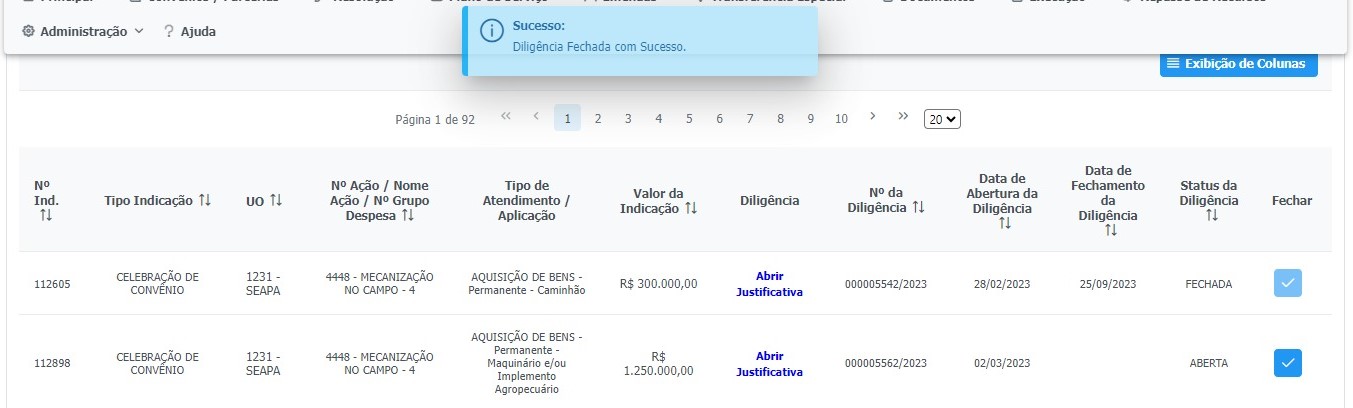 Administração
Ajuda
Sucesso:
Diligência Fechada com Sucesso.
Exibição de Colunas
Página 1 de 92 « ‹ 1 2 3 4 5 6 7 8 9 10 › » 20
Nº Ind.
Tipo Indicação
UO
Nº Ação / Nome
Ação / Nº Grupo
Despesa
Tipo de
Atendimento /
Aplicação
Valor da
Indicação
Diligência
Nº da
Diligência
Data de
Abertura da
Diligência
Data de
Fechamento
da
Diligência
Status da
Diligência
Fechar
112605
CELEBRAÇÃO DE
CONVÊNIO
1231 -
SEAPA
4448 - MECANIZAÇÃO
NO CAMPO - 4
AQUISIÇÃO DE BENS -
Permanente - Caminhão
R$ 300.000,00
Abrir
Justificativa
000005542/2023
28/02/2023
25/09/2023
FECHADA
112898
CELEBRAÇÃO DE
CONVÊNIO
1231 -
SEAPA
4448 - MECANIZAÇÃO
NO CAMPO - 4
AQUISIÇÃO DE BENS -
Permanente -
Maquinário e/ou
Implemento
Agropecuário
R$
1.250.000,00
Abrir
Justificativa
000005562/2023
02/03/2023
ABERTA